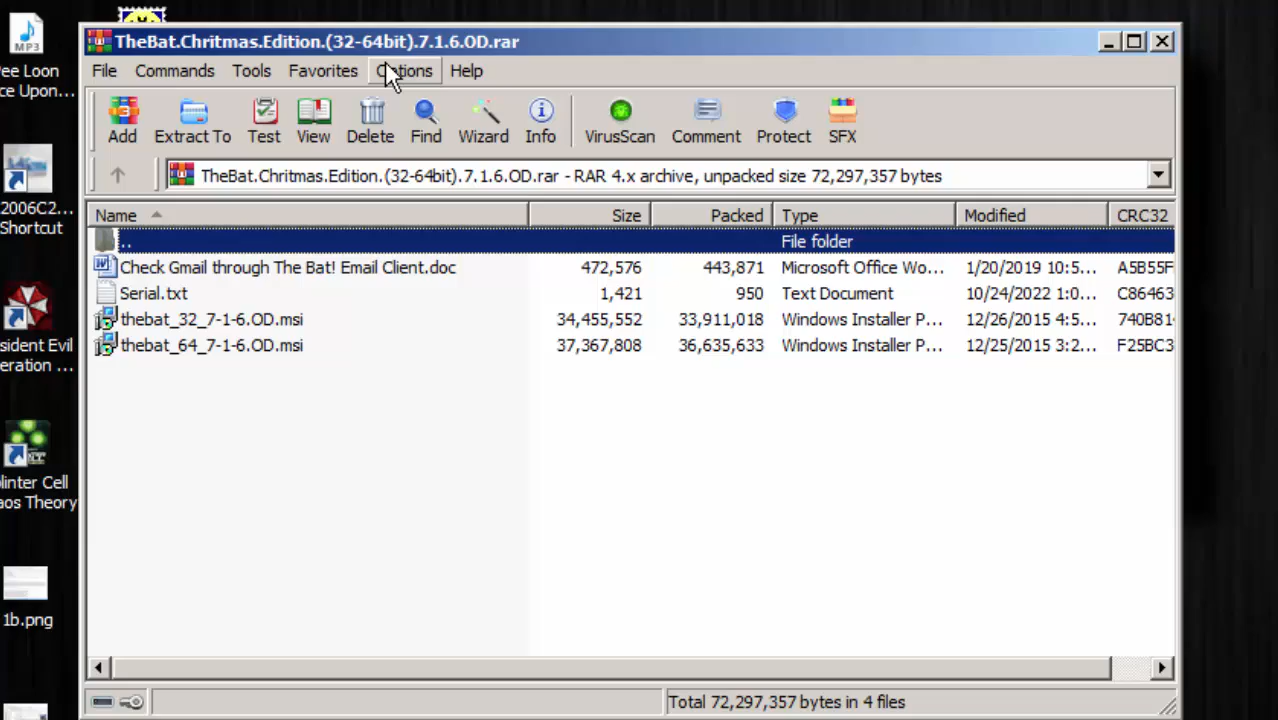 TheBat.Chritmas.Edition.(32-64bit).7.1.6.OD.rar
File Commands Tools Favorites Options Help
Add Extract To Test View Delete Find Wizard Info VirusScan Comment Protect SFX
TheBat.Chritmas.Edition.(32-64bit).7.1.6.OD.rar - RAR 4.x archive, unpacked size 72,297,357 bytes
Name Size Packed Type Modified CRC32
.. File folder
Check Gmail through The Bat! Email Client.doc 472,576 443,871 Microsoft Office Wo... 1/20/2019 10:5... A5B55F
Serial.txt 1,421 950 Text Document 10/24/2022 1:0... C86463
thebat_32_7-1-6.OD.msi 34,455,552 33,911,018 Windows Installer P... 12/26/2015 4:5... 740B81
thebat_64_7-1-6.OD.msi 37,367,808 36,635,633 Windows Installer P... 12/25/2015 3:2... F25BC3
Total 72,297,357 bytes in 4 files
MP3
ee Loon
ce Upon...
2006C2...
Shortcut
sident Evil
eration ...
linter Cell
aos Theory
1b.png